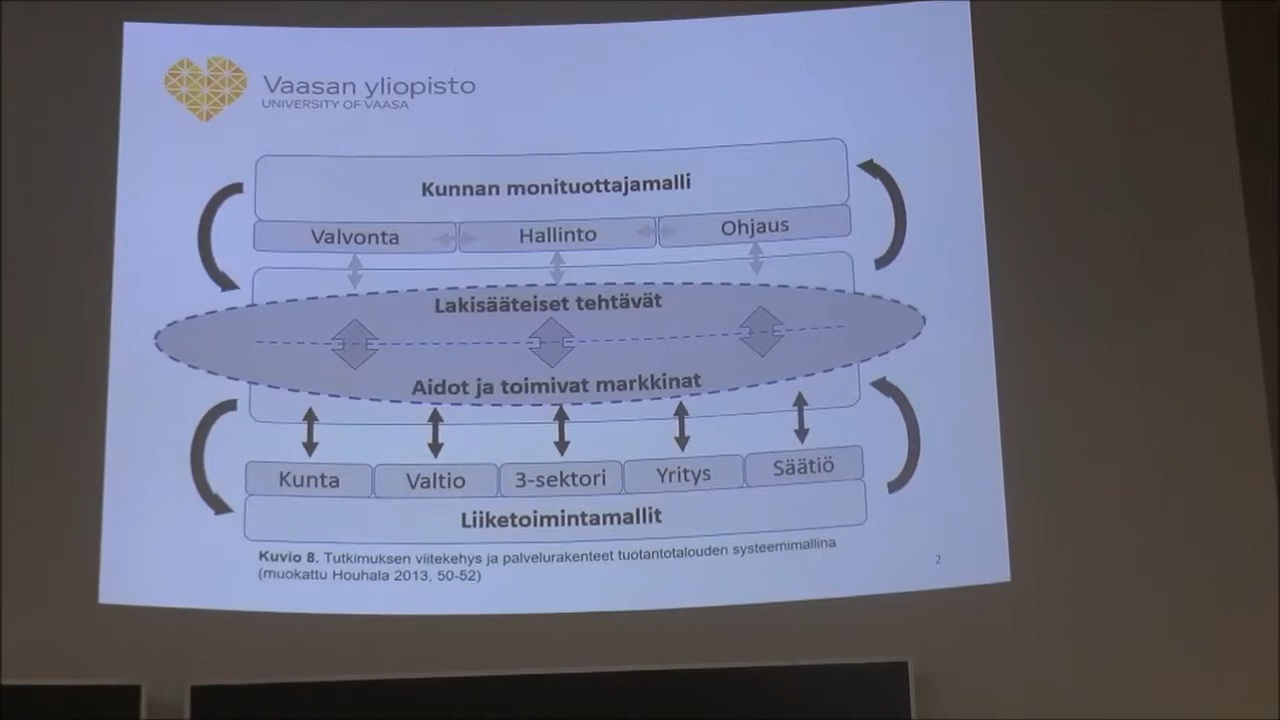 Vaasan yliopisto
UNIVERSITY OF VAASA
Kunnan monituottajamalli
Valvonta Hallinto Ohjaus
Lakisääteiset tehtävät
Aidot ja toimivat markkinat
Kunta Valtio 3-sektori Yritys Säätiö
Liiketoimintamallit
Kuvio 8. Tutkimuksen viitekehys ja palvelurakenteet tuotantotalouden systeemimallina
(muokattu Houhala 2013, 50-52)
2